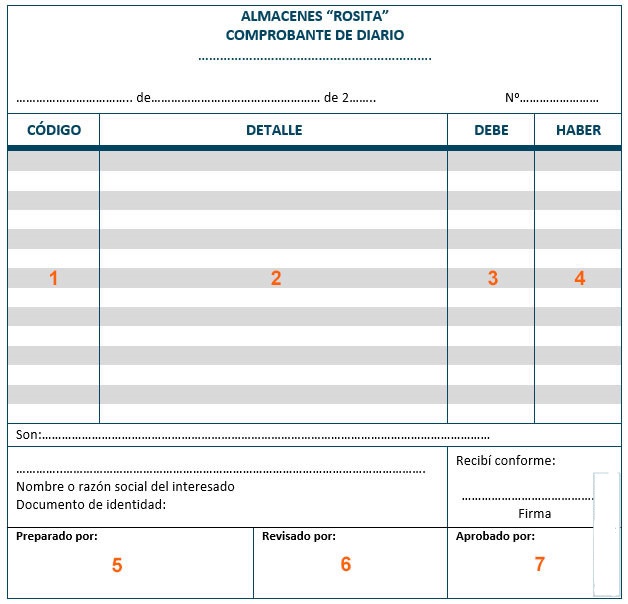 ALMACENES “ROSITA”
COMPROBANTE DE DIARIO
……………………………………………………………….
…………………………….. de…………………………………………… de 2…….. Nº……………………
CÓDIGO DETALLE DEBE HABER
1 2 3 4
Son:………………………………………………………………………………………………………………………
………………………………………………………………………………………………………………. Recibí conforme:
Nombre o razón social del interesado ………………………………….
Documento de identidad: Firma
Preparado por: Revisado por: Aprobado por:
5 6 7